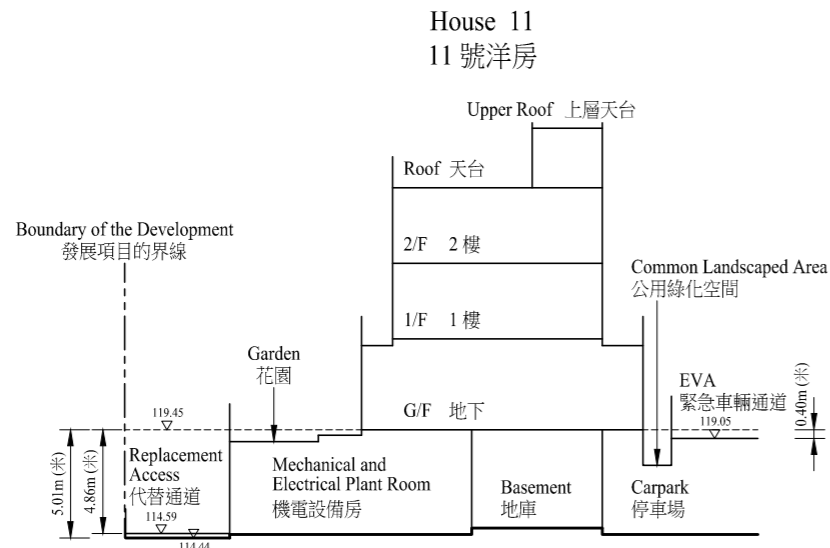 House 11
11 號洋房
Upper Roof 上層天台
Roof 天台
Boundary of the Development
發展項目的界線
2/F 2 樓
Common Landscaped Area
公用綠化空間
1/F 1 樓
Garden
花園
EVA
緊急車輛通道
G/F 地下
119.45
119.05
0.40m (米)
5.01m (米)
4.86m (米)
Replacement
Access
代替通道
Mechanical and
Electrical Plant Room
機電設備房
Basement
地庫
Carpark
停車場
114.59
114.44